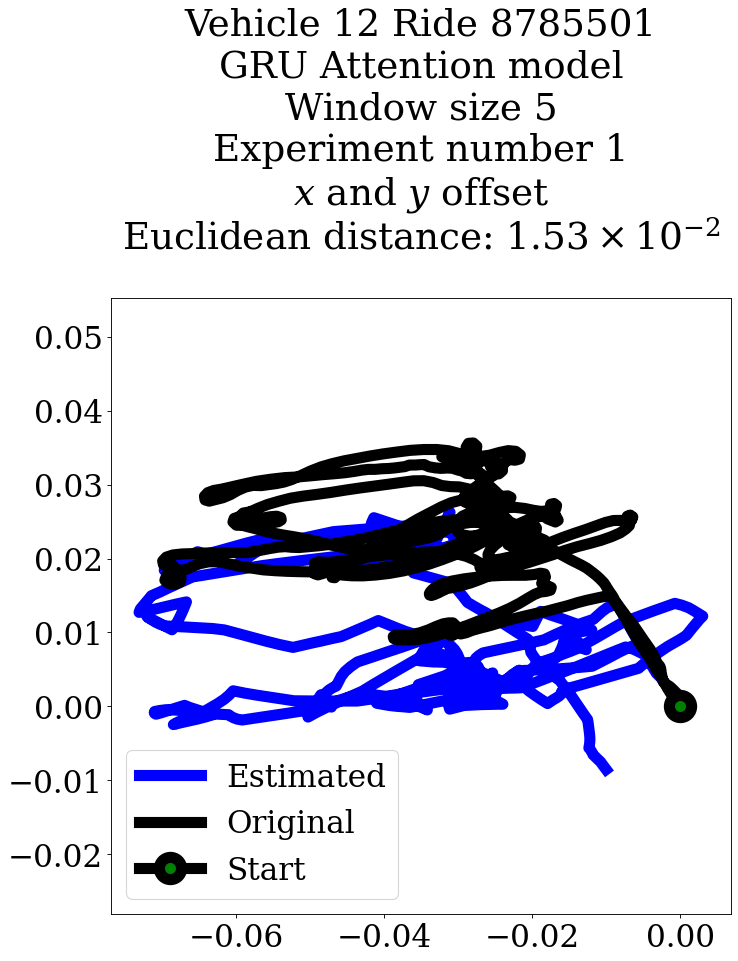 Vehicle 12 Ride 8785501
GRU Attention model
Window size 5
Experiment number 1
x and y offset
Euclidean distance: 1.53 × 10⁻²
0.05
0.04
0.03
0.02
0.01
0.00
−0.01
−0.02
Estimated
Original
Start
−0.06 −0.04 −0.02 0.00